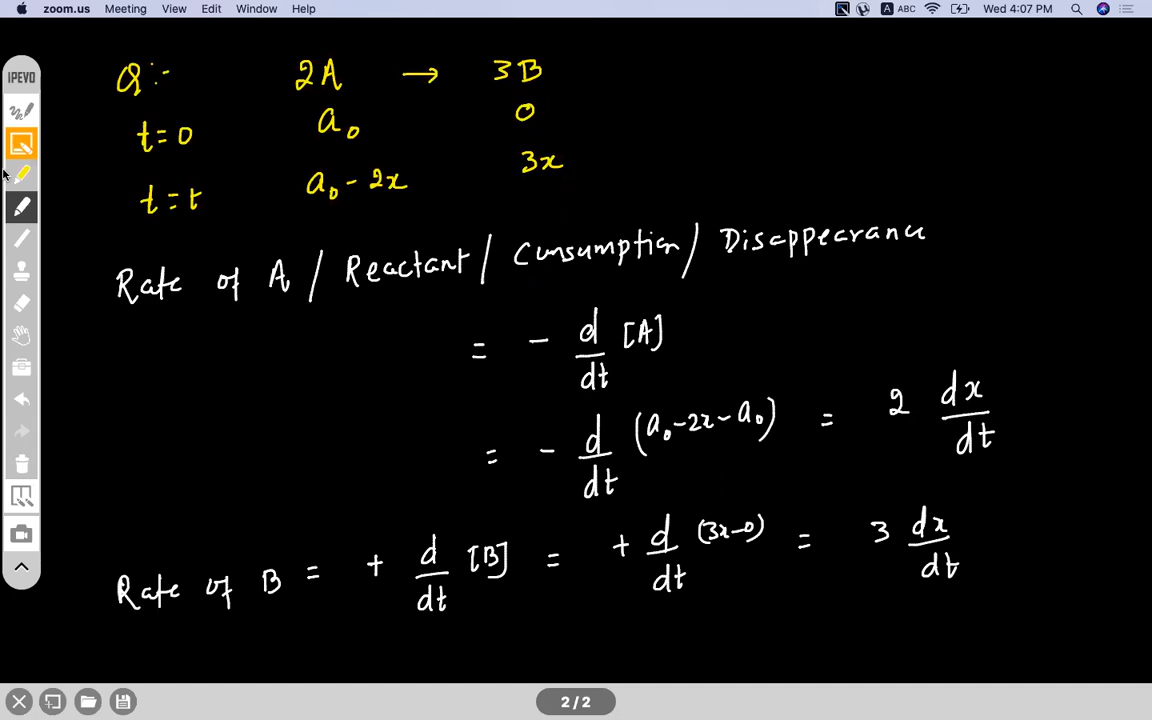 zoom.us Meeting View Edit Window Help A ABC Wed 4:07 PM
IPEVO
Q:- 2A → 3B
t=0 a₀ 0
t=t a₀-2x 3x
Rate of A / Reactant / Consumption / Disappearance
= - d/dt [A]
= - d/dt (a₀-2x-a₀) = 2 dx/dt
Rate of B = + d/dt [B] = + d/dt (3x-0) = 3 dx/dt
2/2